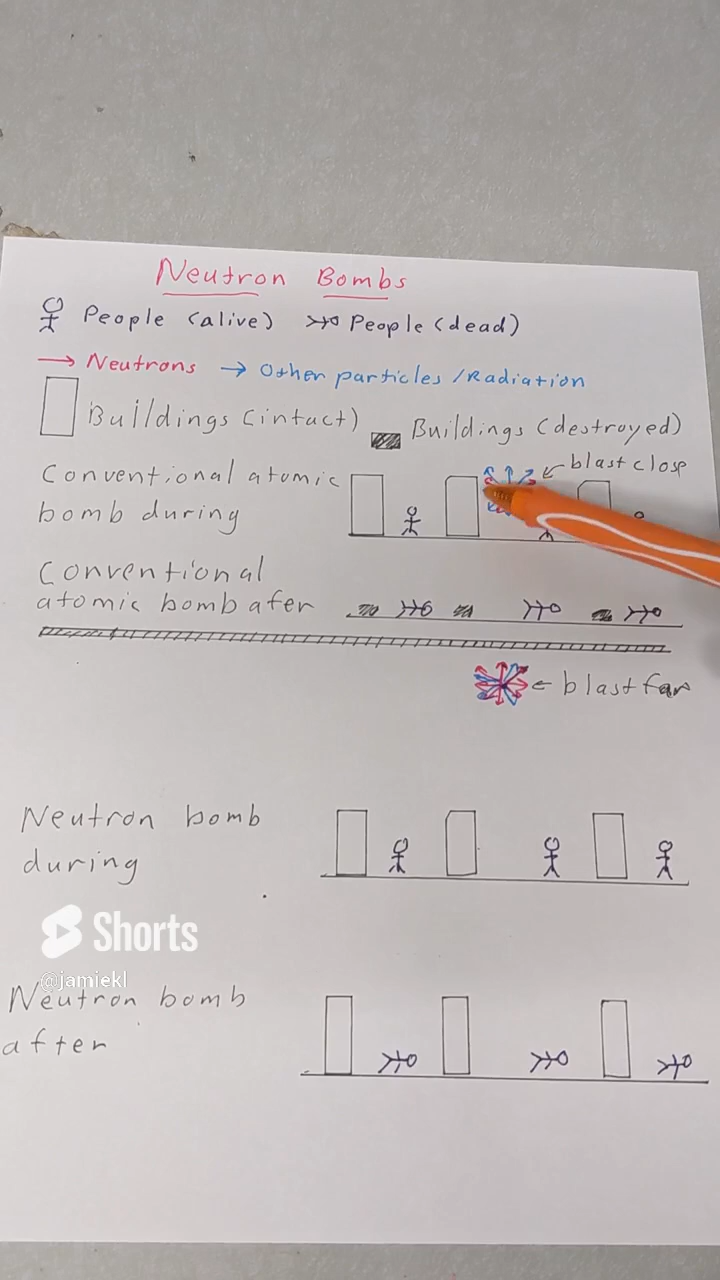 Neutron Bombs
People (alive) People (dead)
Neutrons Other particles /Radiation
Buildings (intact)
Buildings (destroyed)
blast close
Conventional atomic
bomb during
Conventional
atomic bomb afer
blast far
Neutron bomb
during
Shorts
@jamiekl
Neutron bomb
after